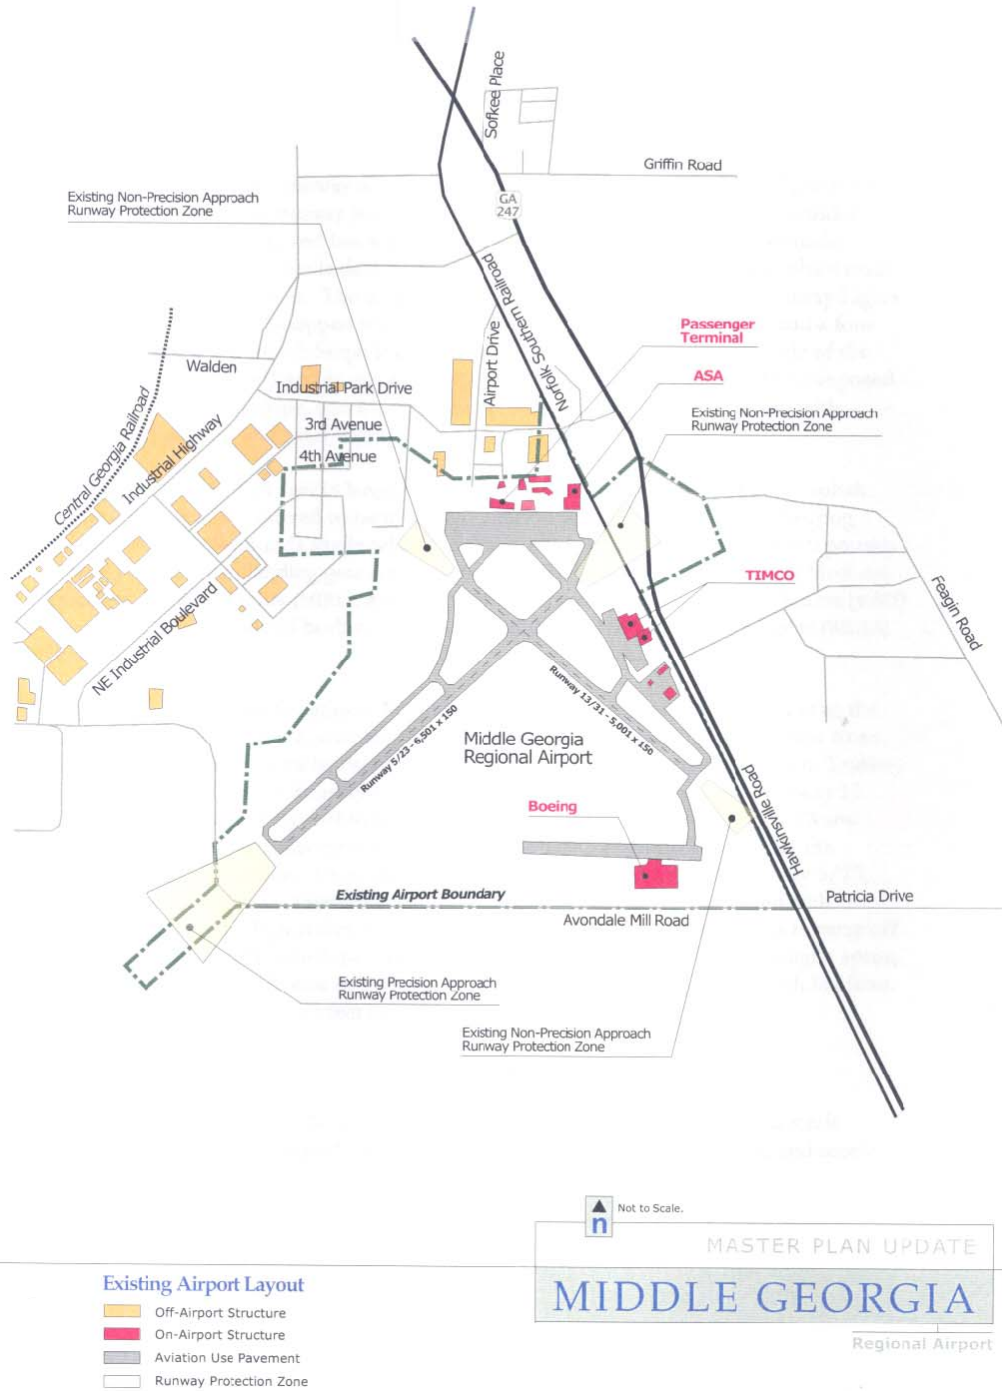 Sofkee Place
Griffin Road
GA
247
Existing Non-Precision Approach
Runway Protection Zone
Norfolk Southern Railroad
Passenger
Terminal
Airport Drive
Walden
ASA
Industrial Park Drive
Existing Non-Precision Approach
Runway Protection Zone
3rd Avenue
Central Georgia Railroad
Industrial Highway
4th Avenue
TIMCO
Feagin Road
NE Industrial Boulevard
Runway 13/31 - 5,001 x 150
Runway 5/23 - 6,501 x 150
Middle Georgia
Regional Airport
Boeing
Hawkinsville Road
Existing Airport Boundary
Patricia Drive
Avondale Mill Road
Existing Precision Approach
Runway Protection Zone
Existing Non-Precision Approach
Runway Protection Zone
Not to Scale.
n
MASTER PLAN UPDATE
MIDDLE GEORGIA
Regional Airport
Existing Airport Layout
Off-Airport Structure
On-Airport Structure
Aviation Use Pavement
Runway Protection Zone